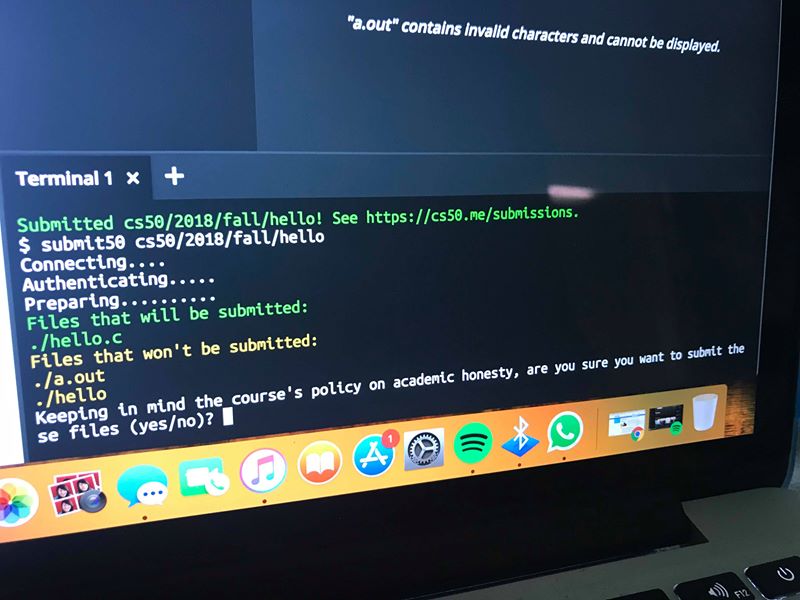 "a.out" contains invalid characters and cannot be displayed.
Terminal 1 × +
Submitted cs50/2018/fall/hello! See https://cs50.me/submissions.
$ submit50 cs50/2018/fall/hello
Connecting....
Authenticating.....
Preparing..........
Files that will be submitted:
./hello.c
Files that won't be submitted:
./a.out
./hello
Keeping in mind the course's policy on academic honesty, are you sure you want to submit the
se files (yes/no)?
1
F12